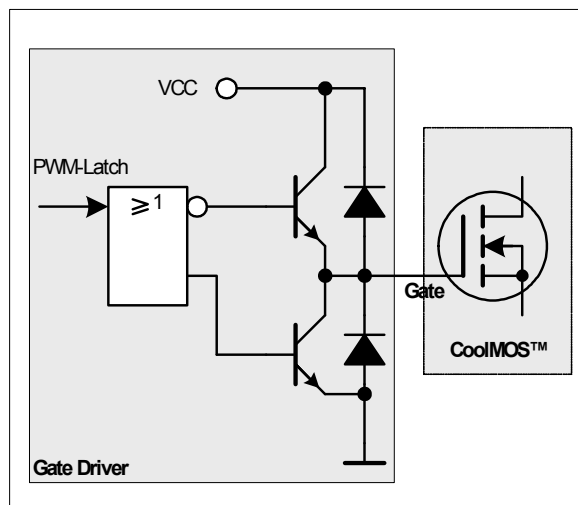 VCC
PWM-Latch
≥1
Gate
CoolMOS™
Gate Driver